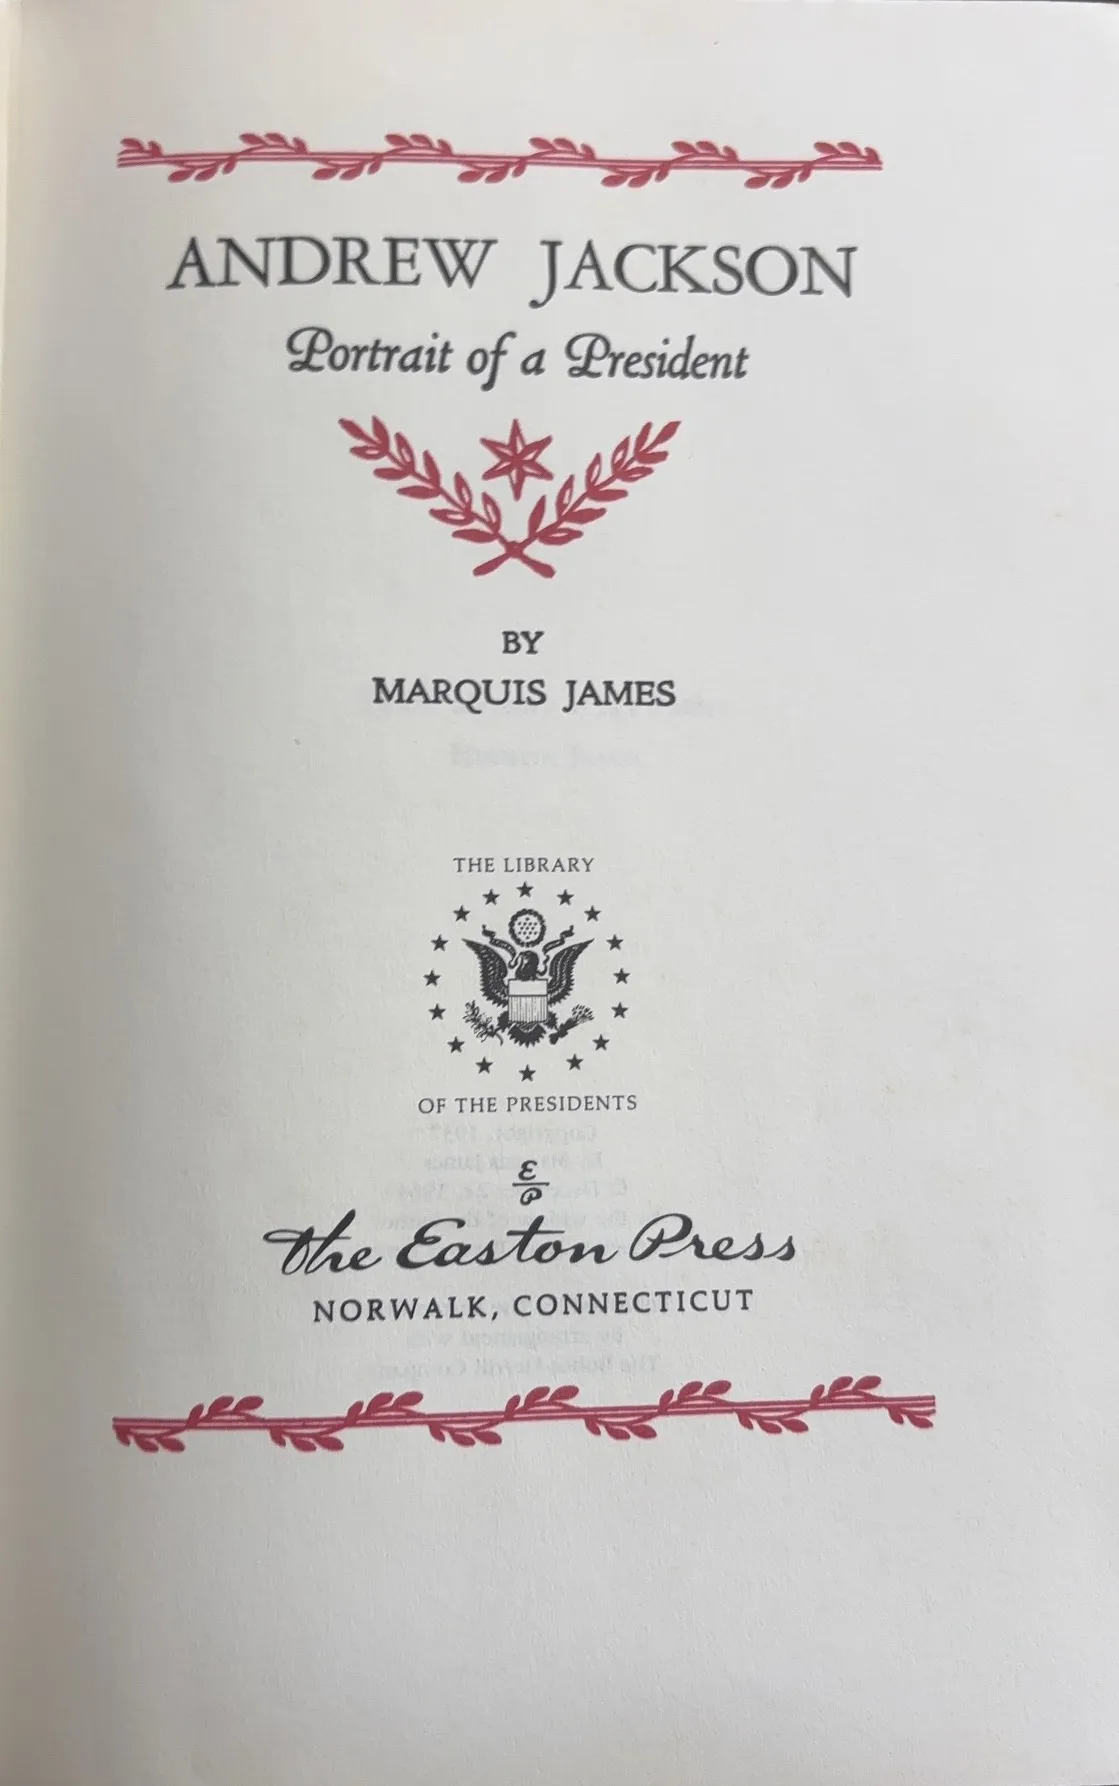 ANDREW JACKSON
Portrait of a President
BY
MARQUIS JAMES
THE LIBRARY
OF THE PRESIDENTS
E
P
The Easton Press
NORWALK, CONNECTICUT